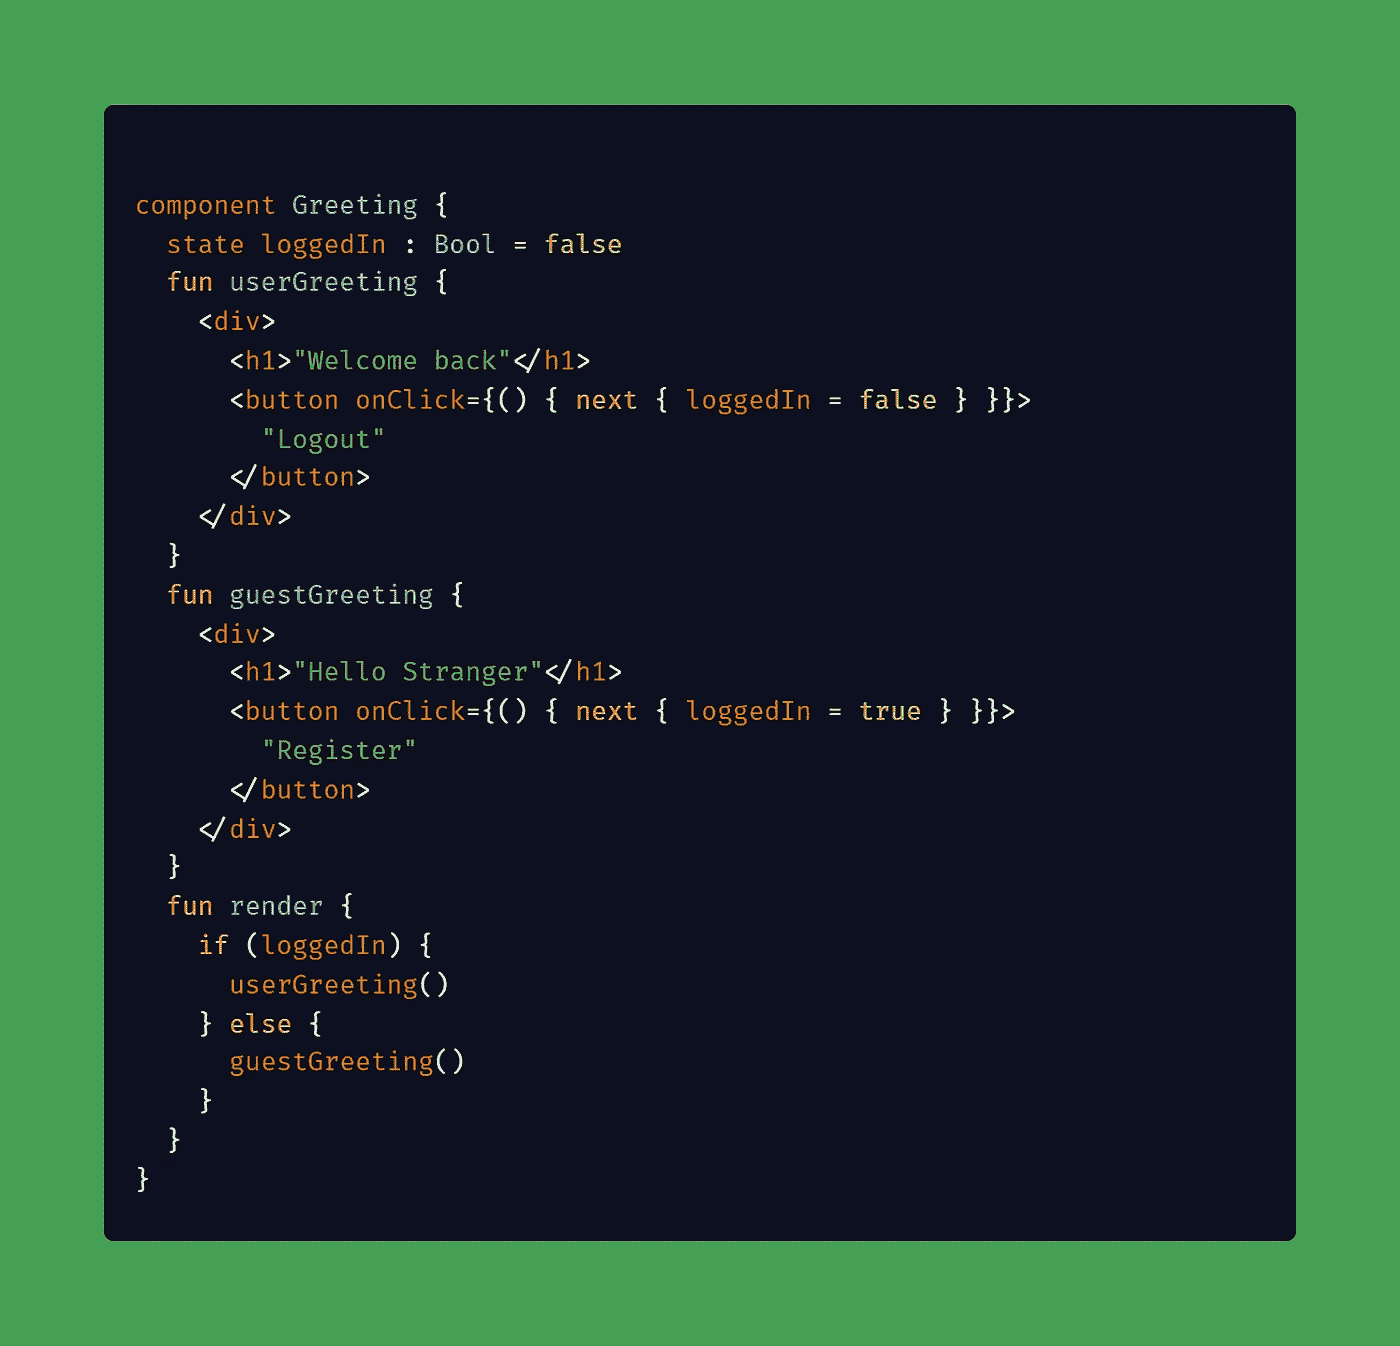 component Greeting {
  state loggedIn : Bool = false
  fun userGreeting {
    <div>
      <h1>"Welcome back"</h1>
      <button onClick={() { next { loggedIn = false } }}>
        "Logout"
      </button>
    </div>
  }
  fun guestGreeting {
    <div>
      <h1>"Hello Stranger"</h1>
      <button onClick={() { next { loggedIn = true } }}>
        "Register"
      </button>
    </div>
  }
  fun render {
    if (loggedIn) {
      userGreeting()
    } else {
      guestGreeting()
    }
  }
}